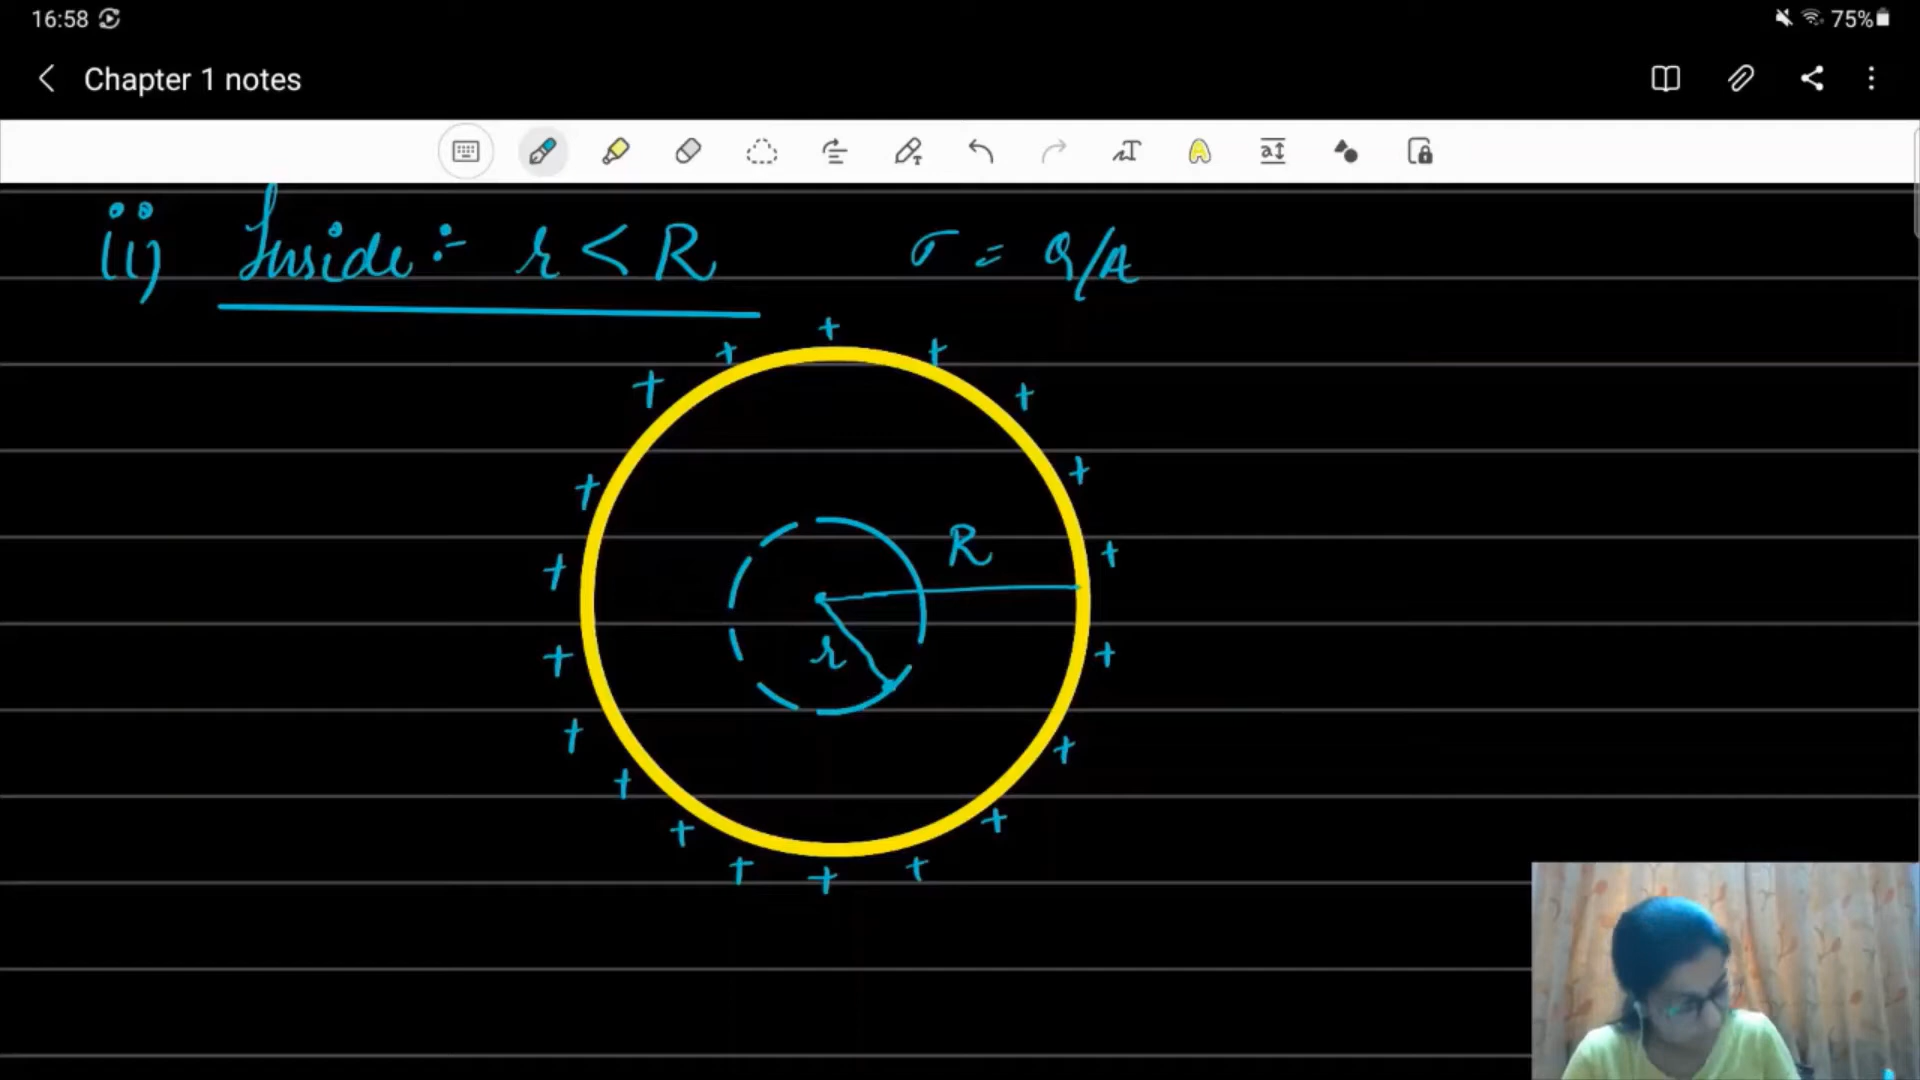 16:58 75%
Chapter 1 notes
(ii) Inside:- r < R σ = Q/A
+ + +
+ +
+ +
R
+ +
r
+ +
+ +
+
+ +
+ + +